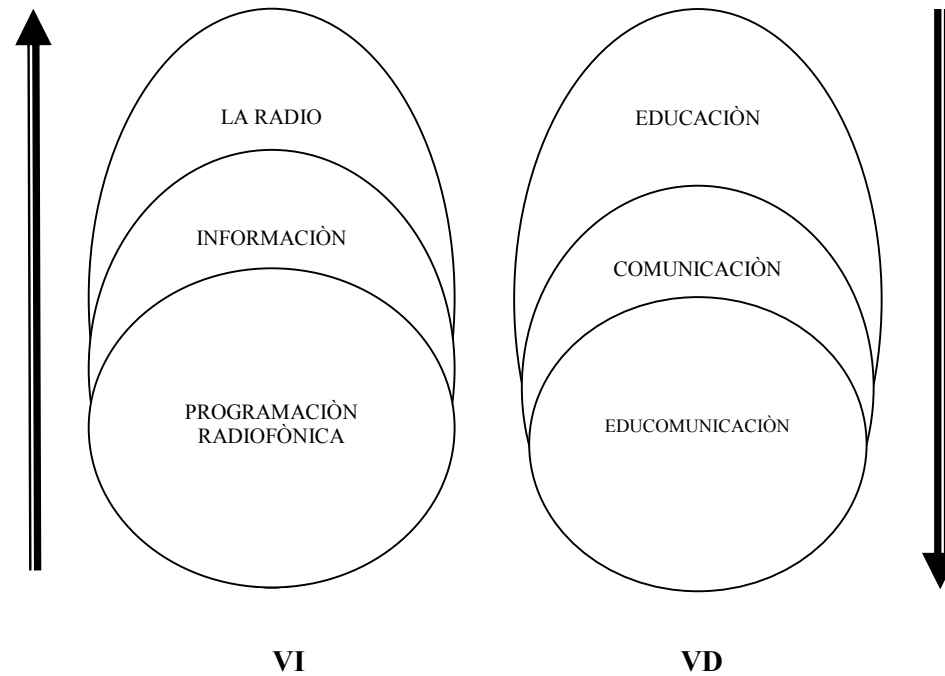 LA RADIO
INFORMACIÒN
PROGRAMACIÒN
RADIOFÒNICA
VI
EDUCACIÒN
COMUNICACIÒN
EDUCOMUNICACIÒN
VD